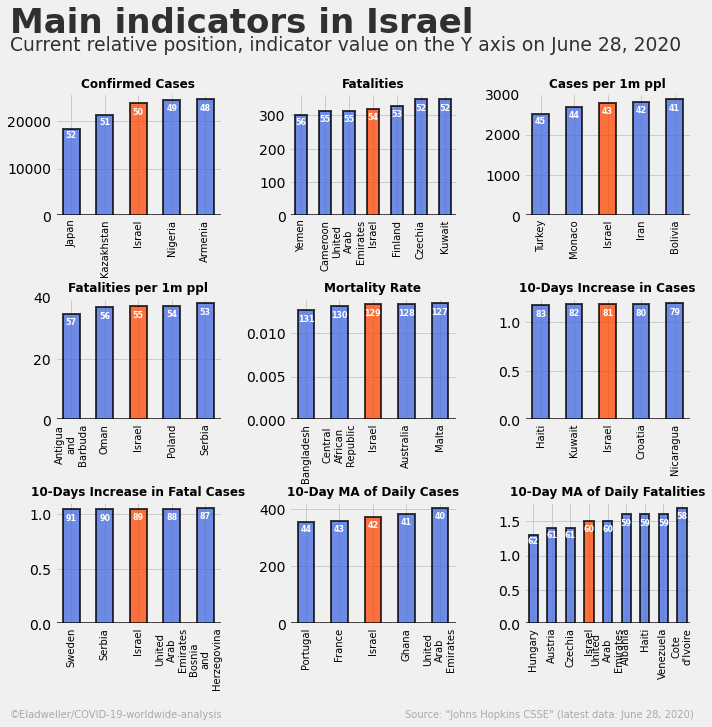 Main indicators in Israel
Current relative position, indicator value on the Y axis on June 28, 2020
Confirmed Cases
20000
10000
0
52
51
50
49
48
Japan
Kazakhstan
Israel
Nigeria
Armenia
Fatalities
300
200
100
0
56
55
55
54
53
52
52
Yemen
Cameroon
United
Arab
Emirates
Israel
Finland
Czechia
Kuwait
Cases per 1m ppl
3000
2000
1000
0
45
44
43
42
41
Turkey
Monaco
Israel
Iran
Bolivia
Fatalities per 1m ppl
40
20
0
57
56
55
54
53
Antigua
and
Barbuda
Oman
Israel
Poland
Serbia
Mortality Rate
0.010
0.005
0.000
131
130
129
128
127
Bangladesh
Central
African
Republic
Israel
Australia
Malta
10-Days Increase in Cases
1.0
0.5
0.0
83
82
81
80
79
Haiti
Kuwait
Israel
Croatia
Nicaragua
10-Days Increase in Fatal Cases
1.0
0.5
0.0
91
90
89
88
87
Sweden
Serbia
Israel
United
Arab
Emirates
Bosnia
and
Herzegovina
10-Day MA of Daily Cases
400
200
0
44
43
42
41
40
Portugal
France
Israel
Ghana
United
Arab
Emirates
10-Day MA of Daily Fatalities
1.5
1.0
0.5
0.0
62
61
61
60
60
59
59
59
58
Hungary
Austria
Czechia
Israel
United
Arab
Emirates
Albania
Haiti
Venezuela
Cote
d'Ivoire
©Eladweller/COVID-19-worldwide-analysis
Source: "Johns Hopkins CSSE" (latest data: June 28, 2020)